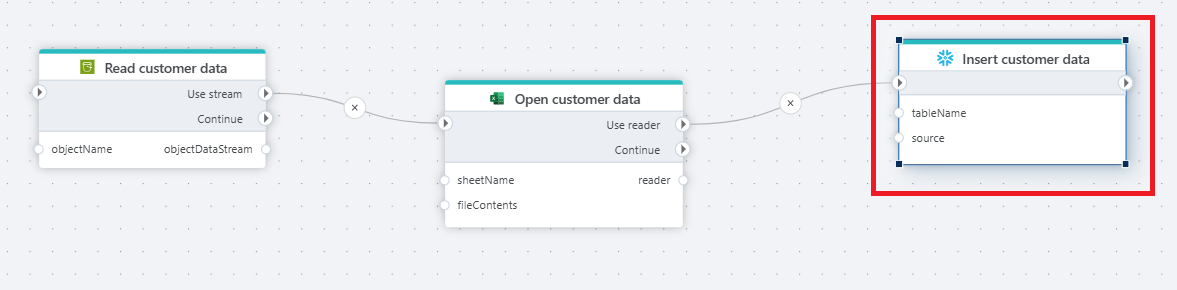 Read customer data
Use stream
Continue
objectName objectDataStream
Open customer data
Use reader
Continue
sheetName reader
fileContents
Insert customer data
tableName
source